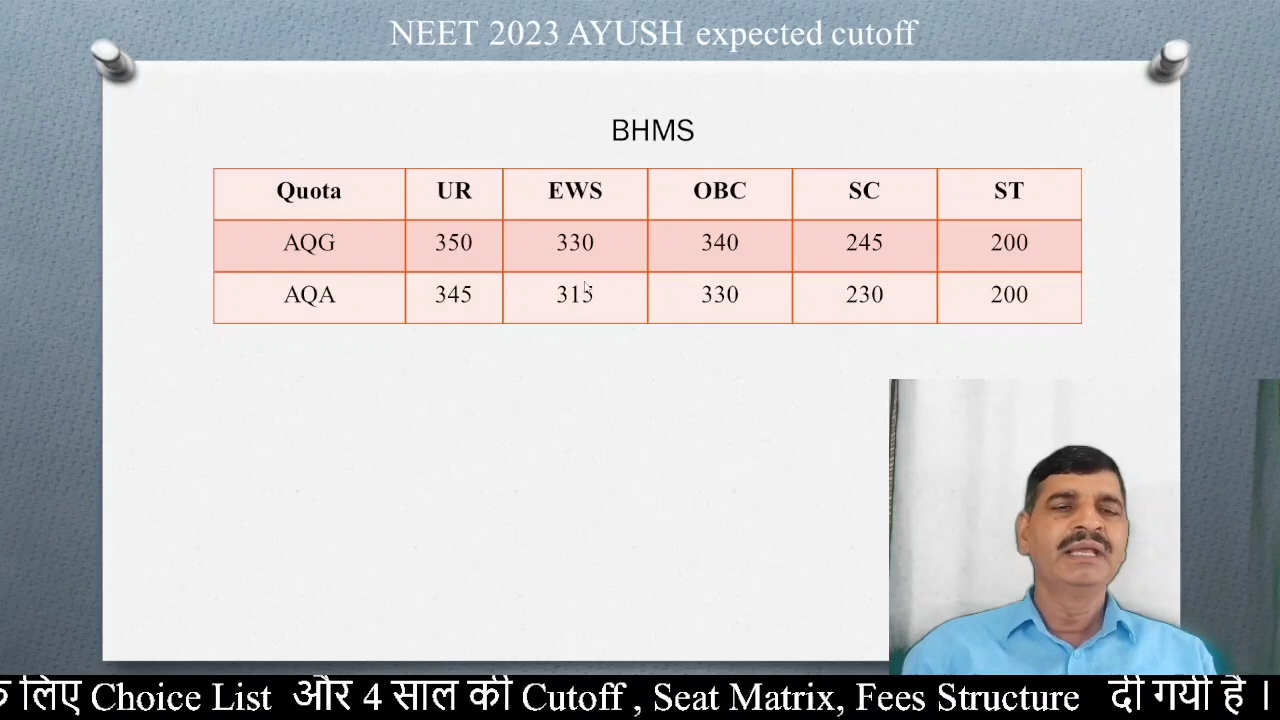 NEET 2023 AYUSH expected cutoff
BHMS
Quota UR EWS OBC SC ST
AQG 350 330 340 245 200
AQA 345 315 330 230 200
के लिए Choice List और 4 साल की Cutoff , Seat Matrix, Fees Structure दी गयी है ।